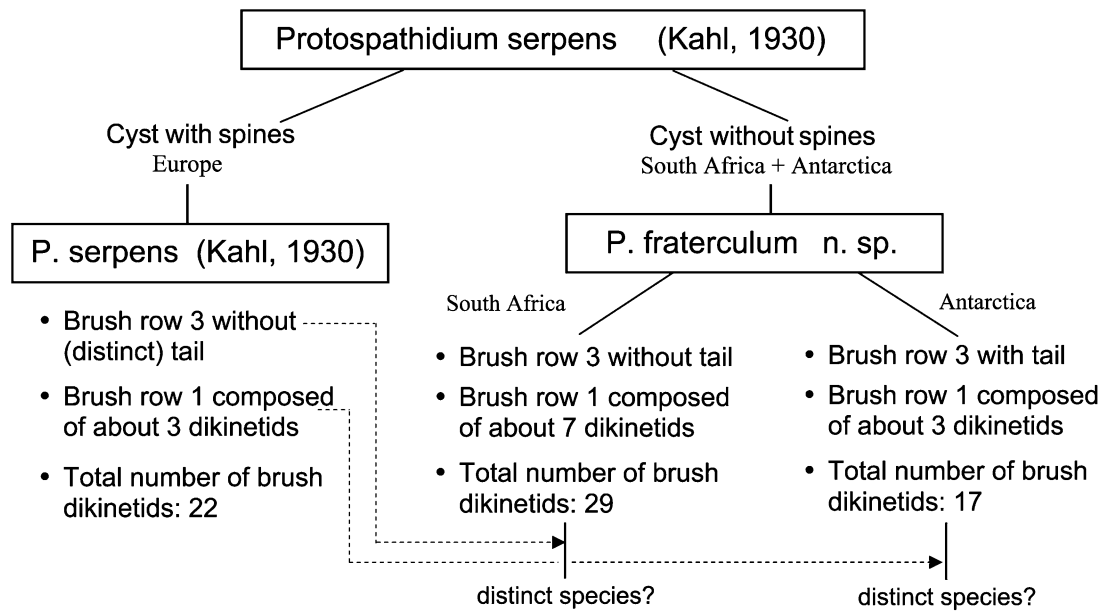 Protospathidium serpens (Kahl, 1930)
Cyst with spines
Europe
Cyst without spines
South Africa + Antarctica
P. serpens (Kahl, 1930)
P. fraterculum n. sp.
• Brush row 3 without
(distinct) tail
• Brush row 1 composed
of about 3 dikinetids
• Total number of brush
dikinetids: 22
South Africa
• Brush row 3 without tail
• Brush row 1 composed
of about 7 dikinetids
• Total number of brush
dikinetids: 29
distinct species?
Antarctica
• Brush row 3 with tail
• Brush row 1 composed
of about 3 dikinetids
• Total number of brush
dikinetids: 17
distinct species?